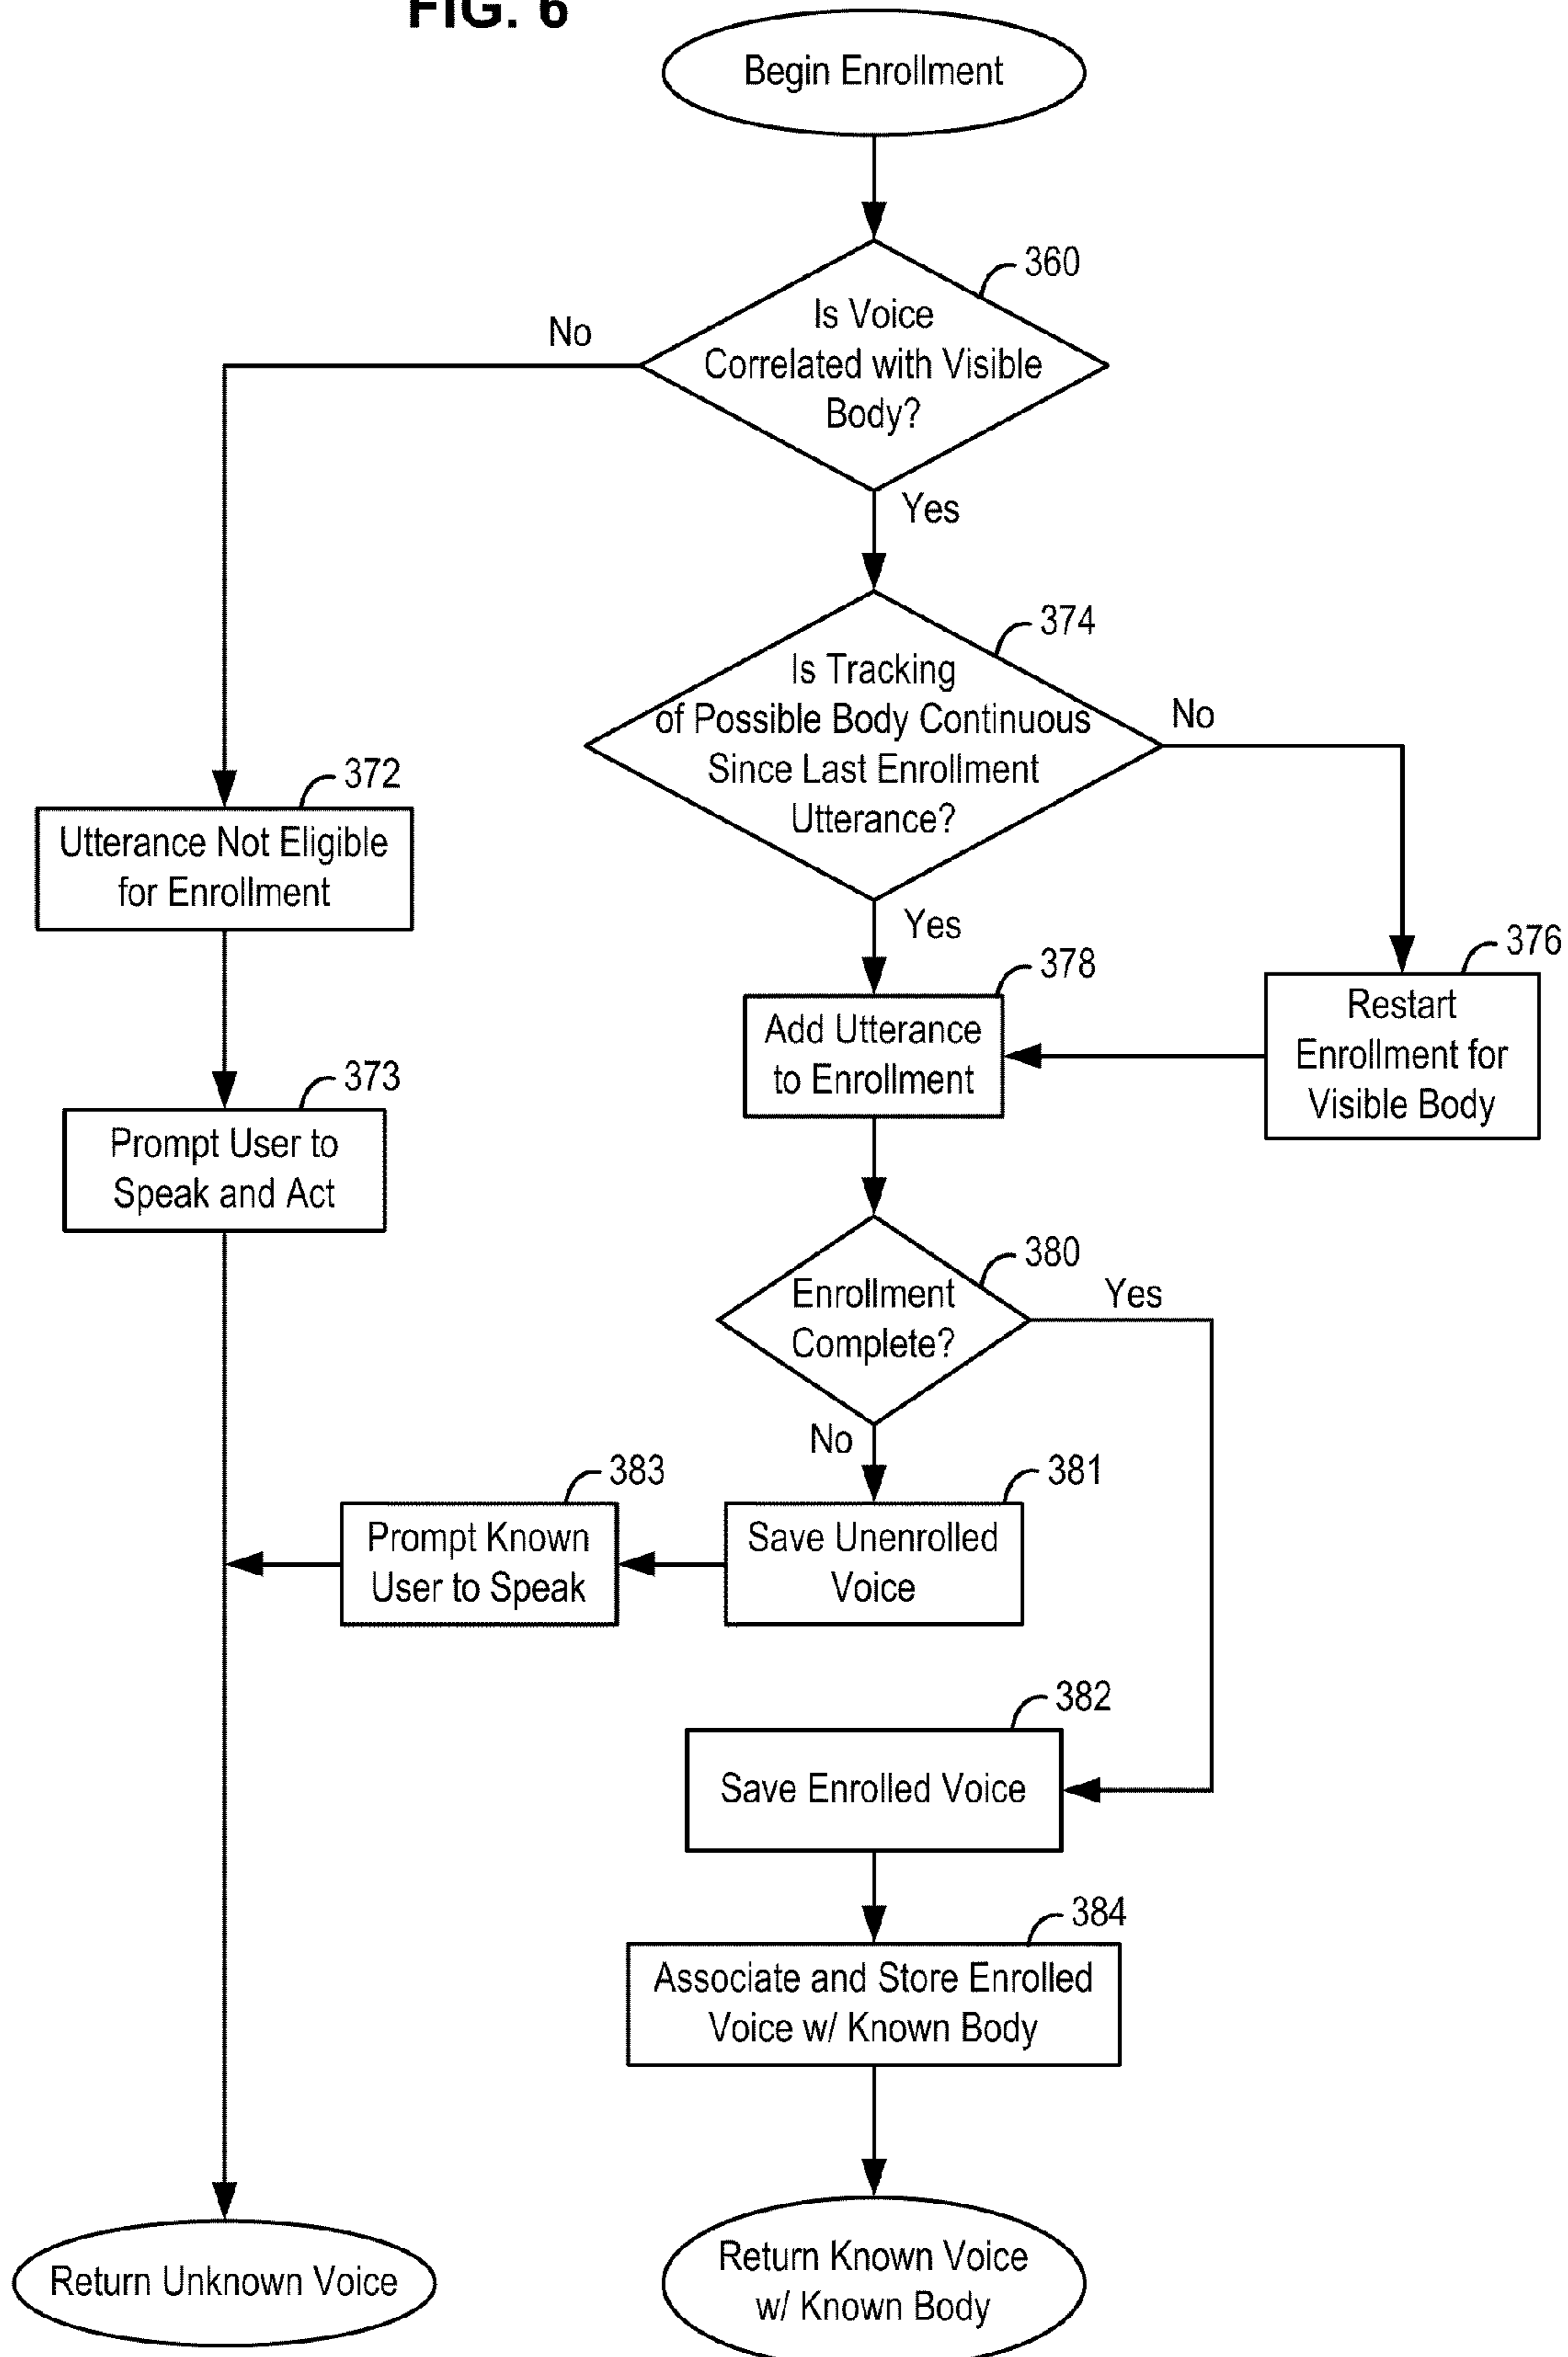 FIG. 6
Begin Enrollment
360
Is Voice
Correlated with Visible
Body?
No
Yes
374
Is Tracking
of Possible Body Continuous
Since Last Enrollment
Utterance?
No
Yes
372
Utterance Not Eligible
for Enrollment
376
Restart
Enrollment for
Visible Body
378
Add Utterance
to Enrollment
373
Prompt User to
Speak and Act
380
Enrollment
Complete?
Yes
No
383
Prompt Known
User to Speak
381
Save Unenrolled
Voice
382
Save Enrolled Voice
384
Associate and Store Enrolled
Voice w/ Known Body
Return Unknown Voice
Return Known Voice
w/ Known Body